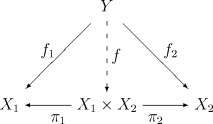 Y
f₁ f f₂
X₁ X₁ × X₂ X₂
π₁ π₂